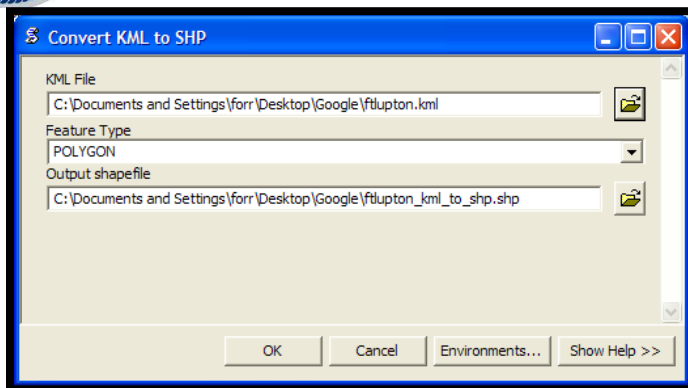 Convert KML to SHP
KML File
C:\Documents and Settings\forr\Desktop\Google\ftlupton.kml
Feature Type
POLYGON
Output shapefile
C:\Documents and Settings\forr\Desktop\Google\ftlupton_kml_to_shp.shp
OK Cancel Environments... Show Help >>